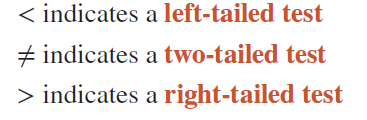 < indicates a left-tailed test
≠ indicates a two-tailed test
> indicates a right-tailed test